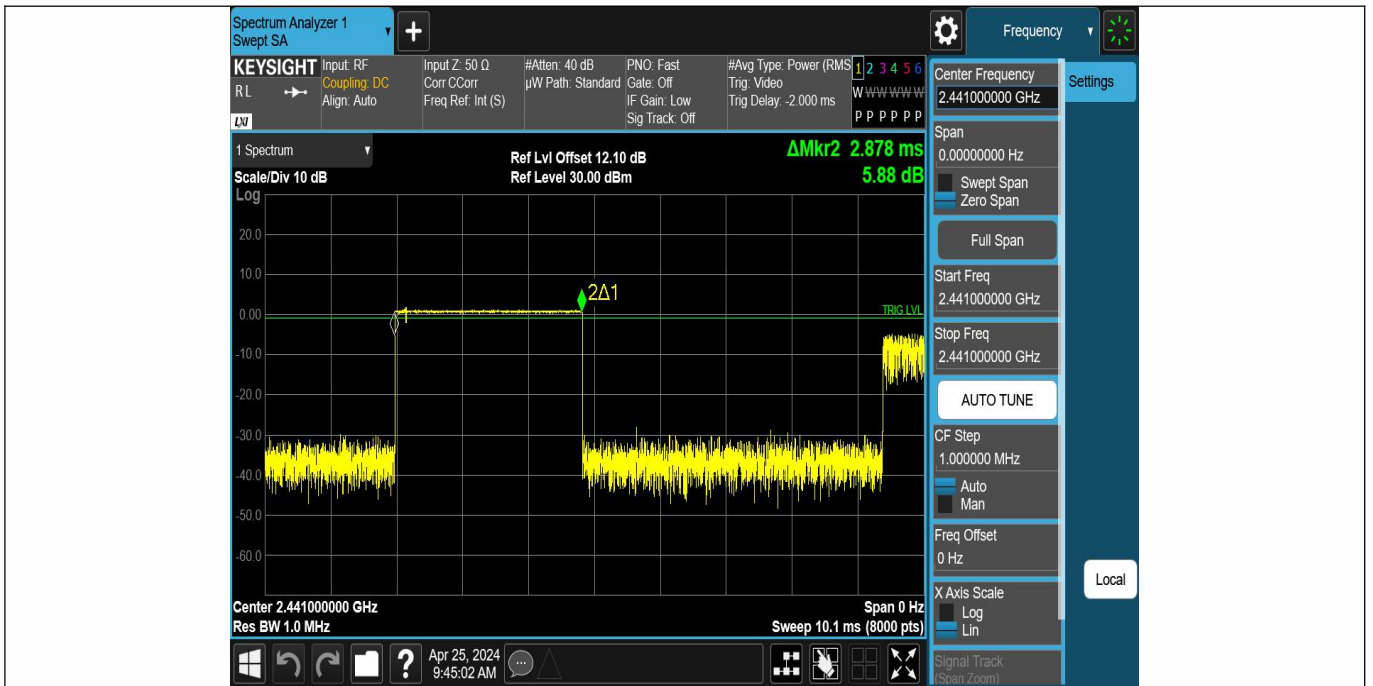 Spectrum Analyzer 1
Swept SA
+
Frequency
KEYSIGHT
RL
LXI
Input: RF
Coupling: DC
Align: Auto
Input Z: 50 Ω
Corr CCorr
Freq Ref: Int (S)
#Atten: 40 dB
µW Path: Standard
PNO: Fast
Gate: Off
IF Gain: Low
Sig Track: Off
#Avg Type: Power (RMS
Trig: Video
Trig Delay: -2.000 ms
1 2 3 4 5 6
W W W W W W
P P P P P P
1 Spectrum
Scale/Div 10 dB
Ref Lvl Offset 12.10 dB
Ref Level 30.00 dBm
ΔMkr2 2.878 ms
5.88 dB
Log
20.0
10.0
0.00
-10.0
-20.0
-30.0
-40.0
-50.0
-60.0
1
2Δ1
TRIG LVL
Center 2.441000000 GHz
Res BW 1.0 MHz
Span 0 Hz
Sweep 10.1 ms (8000 pts)
Center Frequency
2.441000000 GHz
Settings
Span
0.00000000 Hz
Swept Span
Zero Span
Full Span
Start Freq
2.441000000 GHz
Stop Freq
2.441000000 GHz
AUTO TUNE
CF Step
1.000000 MHz
Auto
Man
Freq Offset
0 Hz
X Axis Scale
Log
Lin
Signal Track
(Span Zoom)
Local
?
Apr 25, 2024
9:45:02 AM